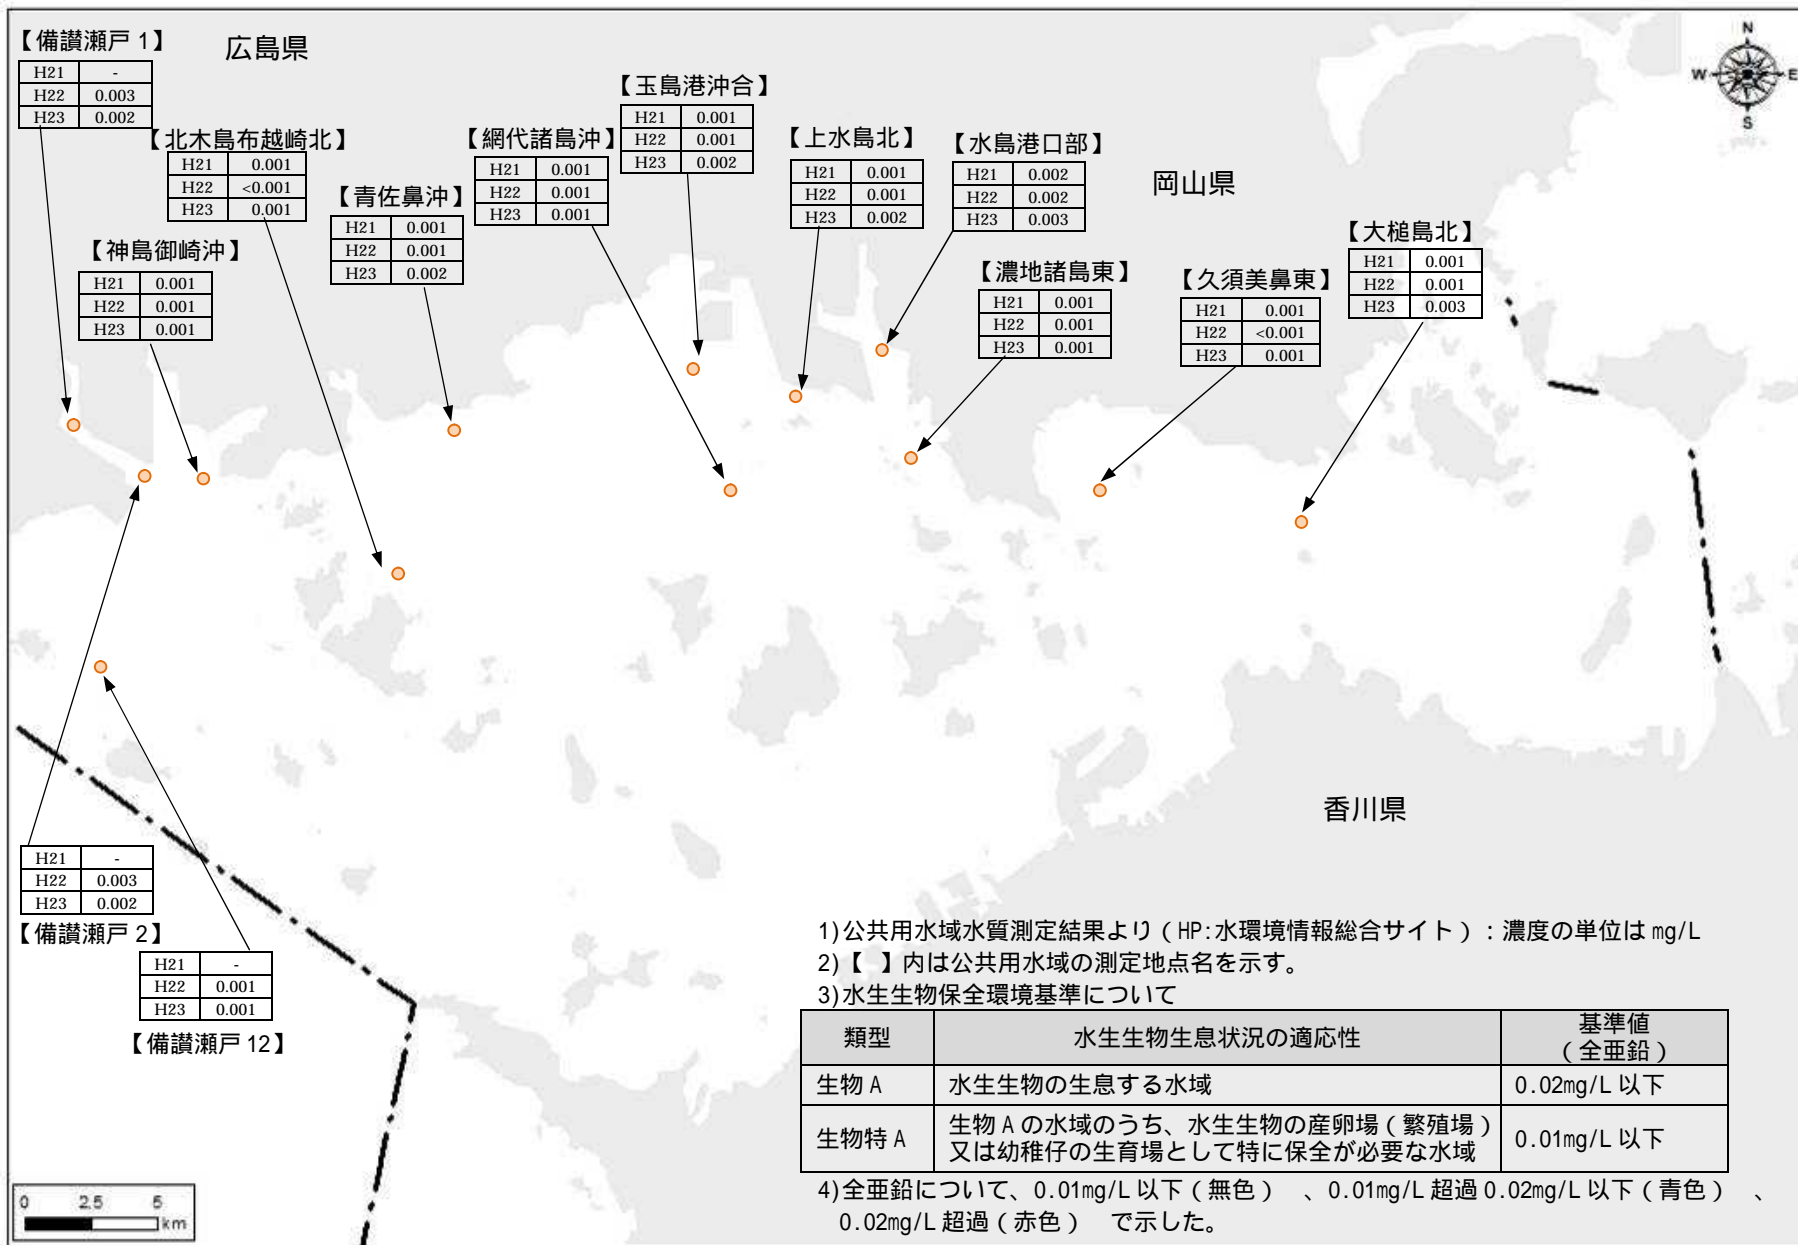 【備讃瀬戸 1】
H21 -
H22 0.003
H23 0.002
広島県
【北木島布越崎北】
H21 0.001
H22 <0.001
H23 0.001
【神島御崎沖】
H21 0.001
H22 0.001
H23 0.001
【青佐鼻沖】
H21 0.001
H22 0.001
H23 0.002
【網代諸島沖】
H21 0.001
H22 0.001
H23 0.001
【玉島港沖合】
H21 0.001
H22 0.001
H23 0.002
【上水島北】
H21 0.001
H22 0.001
H23 0.002
【水島港口部】
H21 0.002
H22 0.002
H23 0.003
岡山県
【濃地諸島東】
H21 0.001
H22 0.001
H23 0.001
【久須美鼻東】
H21 0.001
H22 <0.001
H23 0.001
【大槌島北】
H21 0.001
H22 0.001
H23 0.003
N
W E
S
香川県
H21 -
H22 0.003
H23 0.002
【備讃瀬戸 2】
H21 -
H22 0.001
H23 0.001
【備讃瀬戸 12】
1)公共用水域水質測定結果より（HP:水環境情報総合サイト）:濃度の単位は mg/L
2)【 】内は公共用水域の測定地点名を示す。
3)水生生物保全環境基準について
類型 水生生物生息状況の適応性 基準値
（全亜鉛）
生物 A 水生生物の生息する水域 0.02mg/L 以下
生物特 A 生物 A の水域のうち、水生生物の産卵場（繁殖場）
又は幼稚仔の生育場として特に保全が必要な水域 0.01mg/L 以下
4)全亜鉛について、0.01mg/L 以下（無色） 、0.01mg/L 超過 0.02mg/L 以下（青色） 、
0.02mg/L 超過（赤色） で示した。
0 2.5 5
km